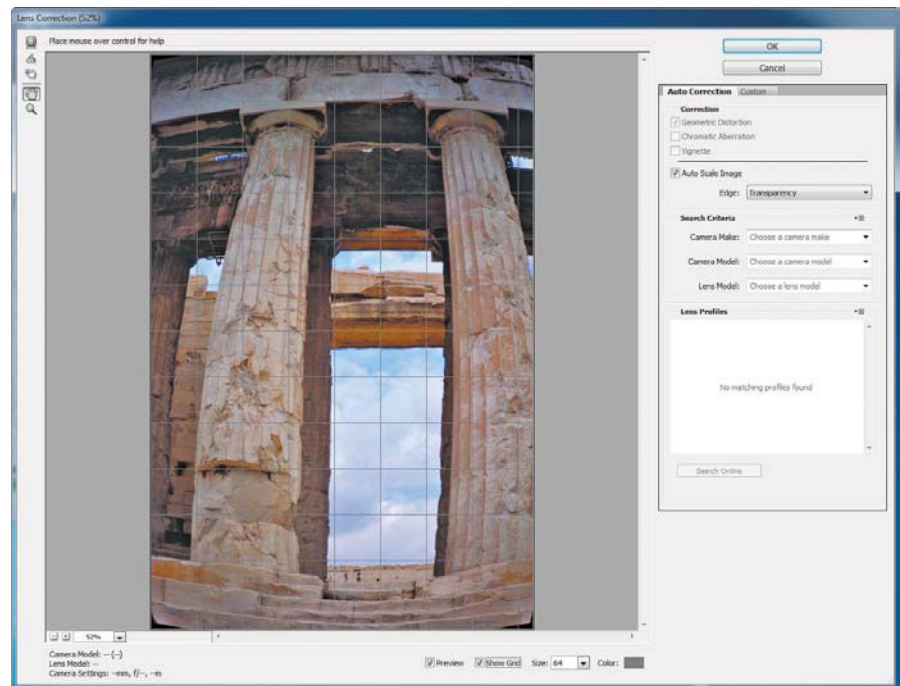 Lens Correction (52%)
Place mouse over control for help
OK
Cancel
Auto Correction Custom
Correction
Geometric Distortion
Chromatic Aberration
Vignette
Auto Scale Image
Edge: Transparency
Search Criteria
Camera Make: Choose a camera make
Camera Model: Choose a camera model
Lens Model: Choose a lens model
Lens Profiles
No matching profiles found
Search Online
52%
Camera Model: -- (--)
Lens Model: --
Camera Settings: --mm, f/--, --m
Preview Show Grid Size: 64 Color: